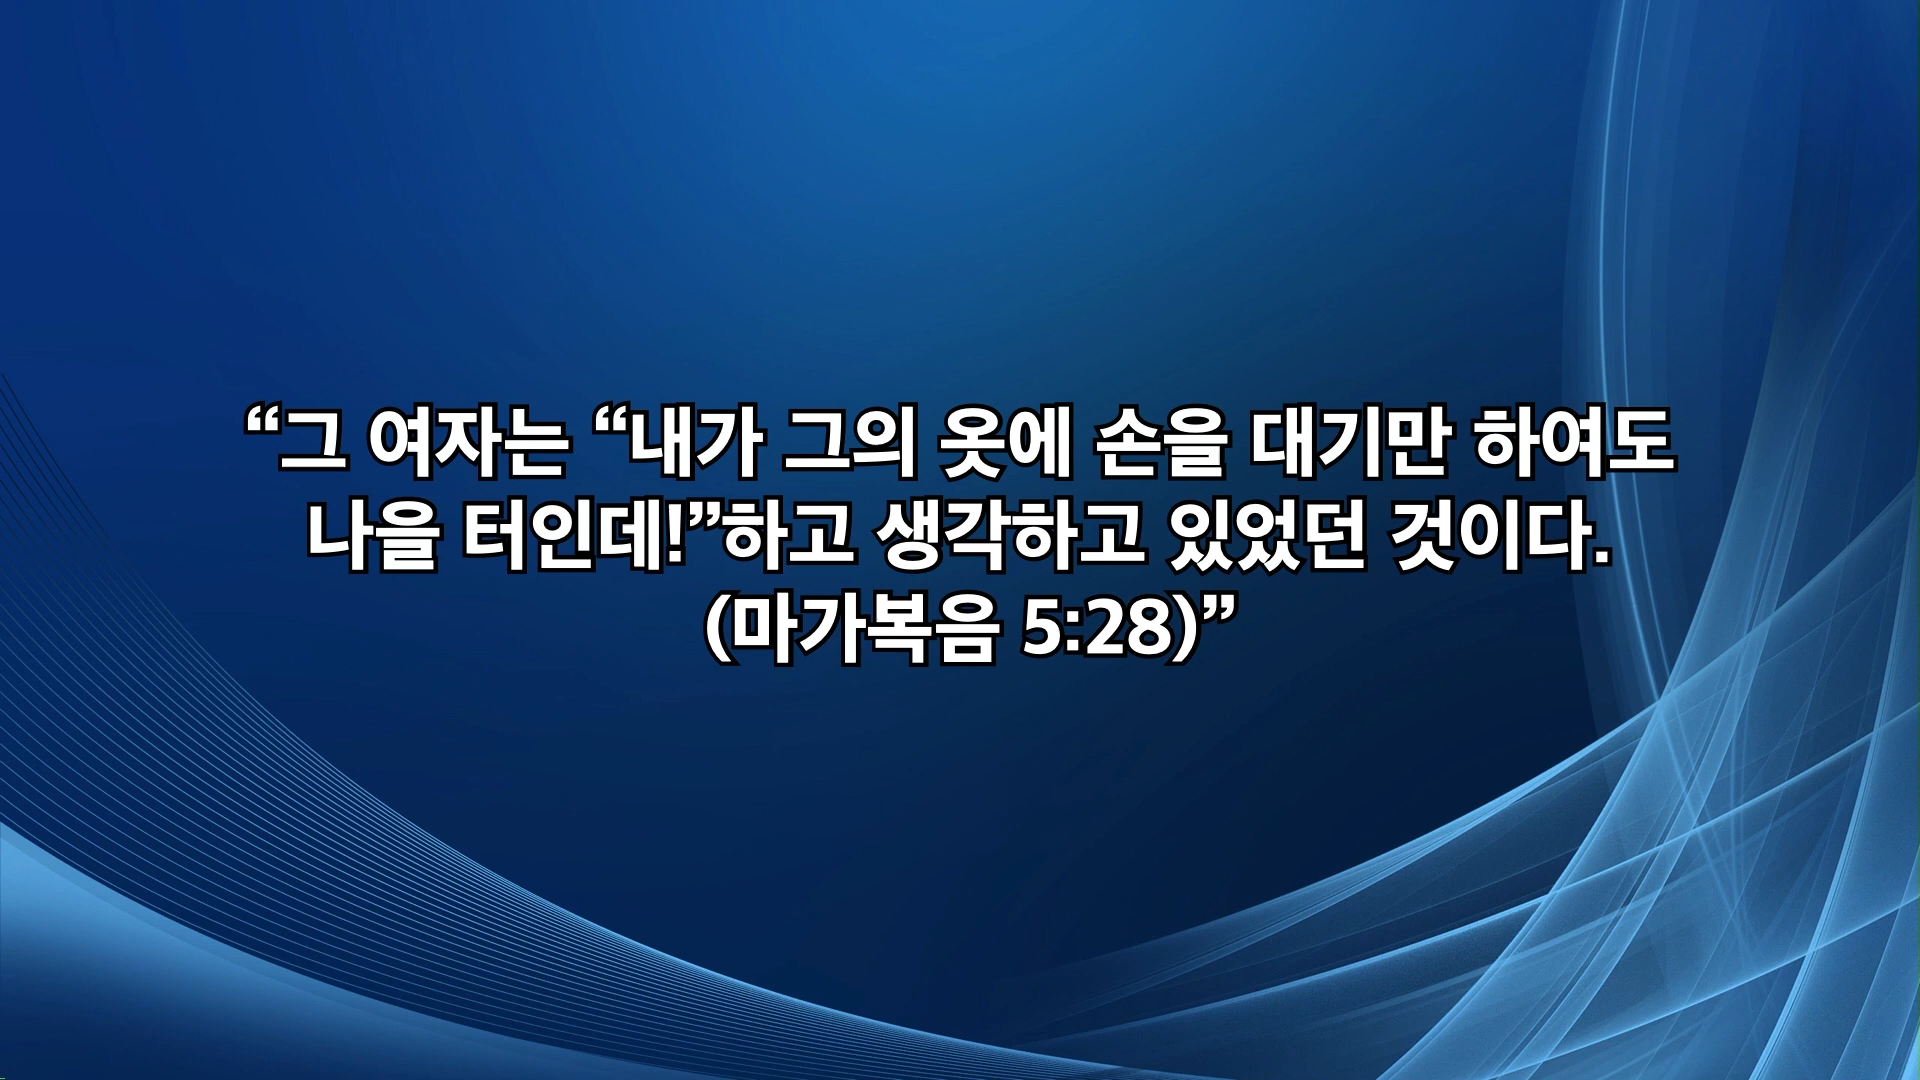 “그 여자는 “내가 그의 옷에 손을 대기만 하여도
나을 터인데!”하고 생각하고 있었던 것이다.
(마가복음 5:28)”